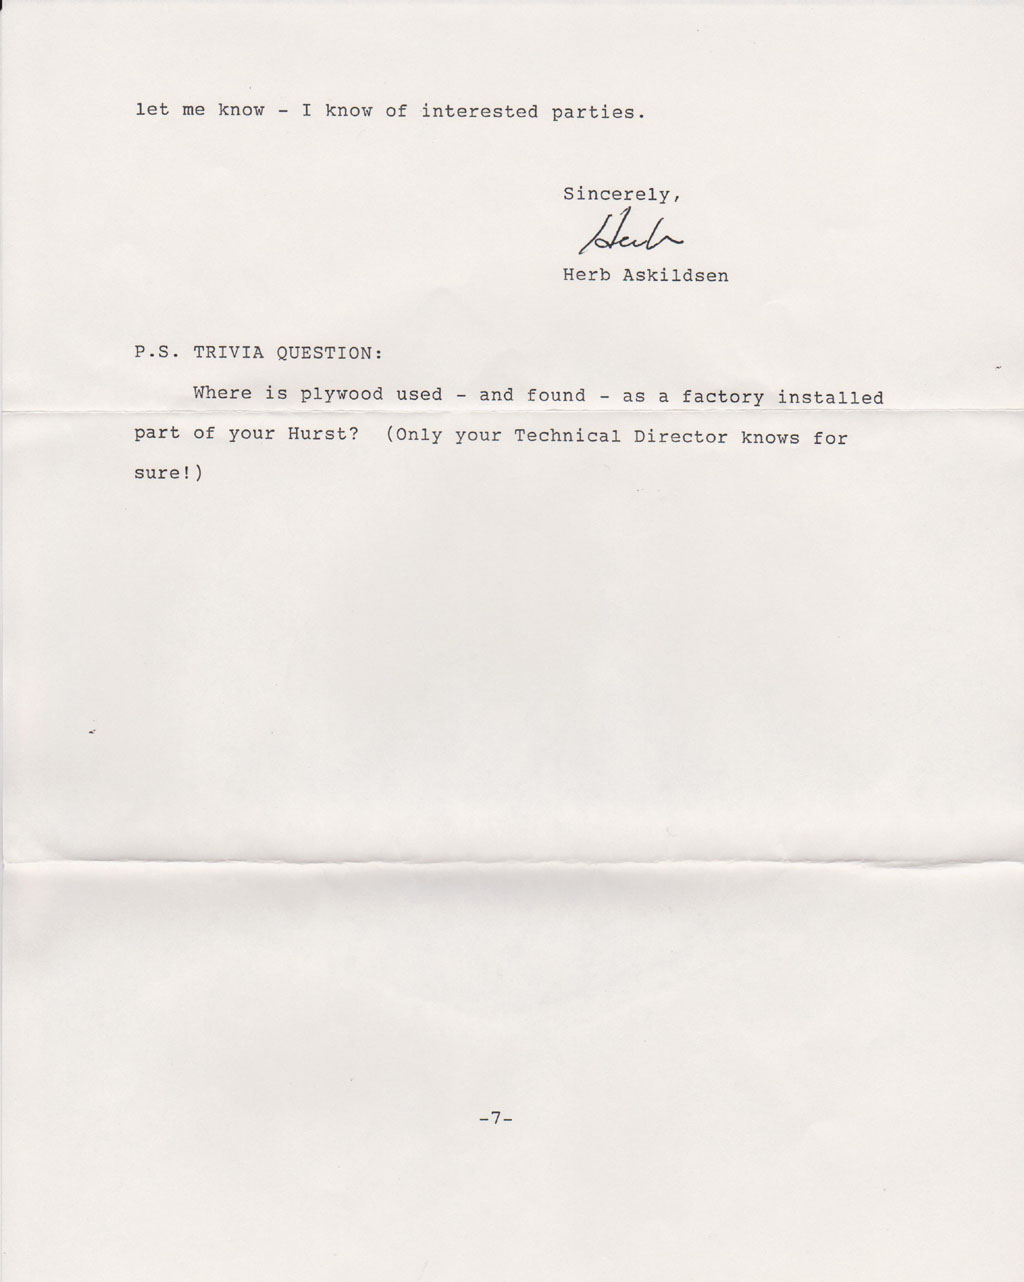 let me know - I know of interested parties.
Sincerely,
Herb
Herb Askildsen
P.S. TRIVIA QUESTION:
Where is plywood used - and found - as a factory installed
part of your Hurst? (Only your Technical Director knows for
sure!)
-7-